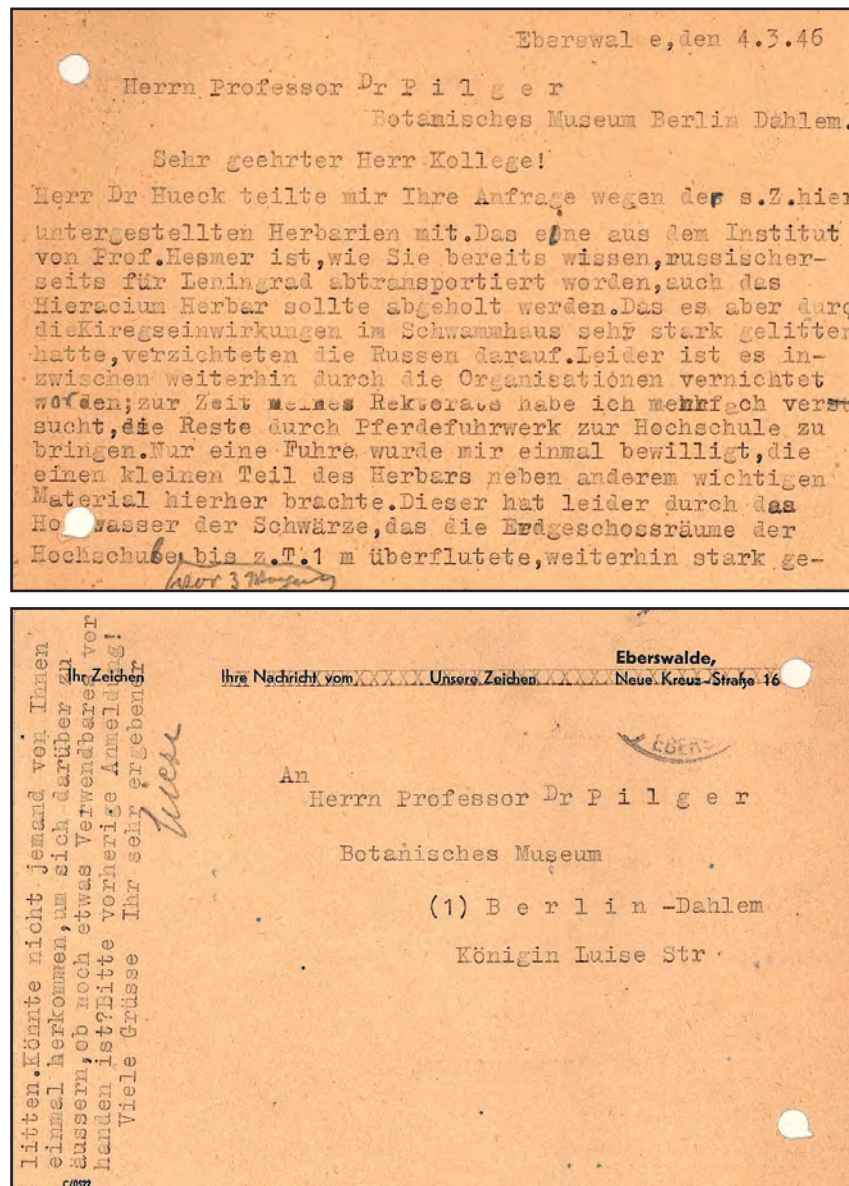 Eberswal e,den 4.3.46
Herrn Professor Dr P i l g e r
Botanisches Museum Berlin Dahlem.
Sehr geehrter Herr Kollege!
Herr Dr Hueck teilte mir Ihre Anfrage wegen der s.Z.hier
untergestellten Herbarien mit.Das eine aus dem Institut
von Prof.Hesmer ist,wie Sie bereits wissen,russischer-
seits für Leningrad abtransportiert worden,auch das
Hieracium Herbar sollte abgeholt werden.Das es aber durc
dieKiregseinwirkungen im Schwammhaus sehr stark gelitten
hatte,verzichteten die Russen darauf.Leider ist es in-
zwischen weiterhin durch die Organisationen vernichtet
worden;zur Zeit meines Rektorats habe ich mehrfach verst
sucht,die Reste durch Pferdefuhrwerk zur Hochschule zu
bringen.Nur eine Fuhre wurde mir einmal bewilligt,die
einen kleinen Teil des Herbars neben anderem wichtigen
Material hierher brachte.Dieser hat leider durch das
Ho wasser der Schwärze,das die Erdgeschossräume der
Hochschule bis z.T.1 m überflutete,weiterhin stark ge-
vor 3
litten.Könnte nicht jemand von Ihnen
einmal herkommen,um sich darüber zu
äussern,ob noch etwas Verwendbares vor
handen ist?Bitte vorherige Anmeldung!
Viele Grüsse Ihr sehr ergebener
Ihr Zeichen
Ihre Nachricht vom
Unsere Zeichen
Eberswalde,
Neue Kreuz-Straße 16
EBERS
An
Herrn Professor Dr P i l g e r
Botanisches Museum
(1) B e r l i n -Dahlem
Königin Luise Str
C/0522